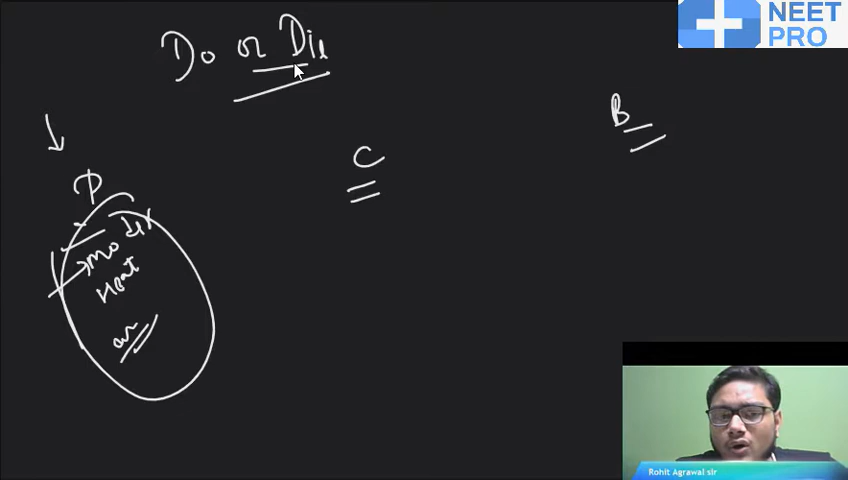 NEET
PRO
Do or Die
B
C
P
Heat
Rohit Agrawal sir